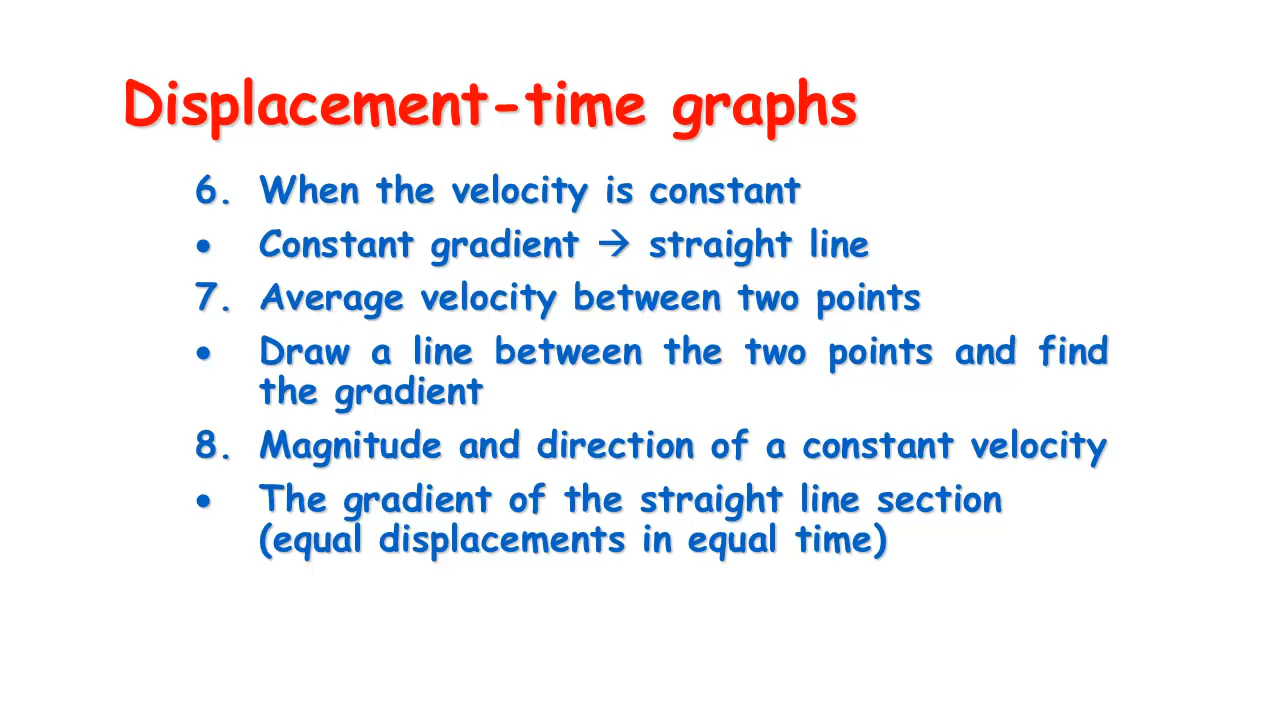 Displacement-time graphs
6. When the velocity is constant
• Constant gradient → straight line
7. Average velocity between two points
• Draw a line between the two points and find
the gradient
8. Magnitude and direction of a constant velocity
• The gradient of the straight line section
(equal displacements in equal time)